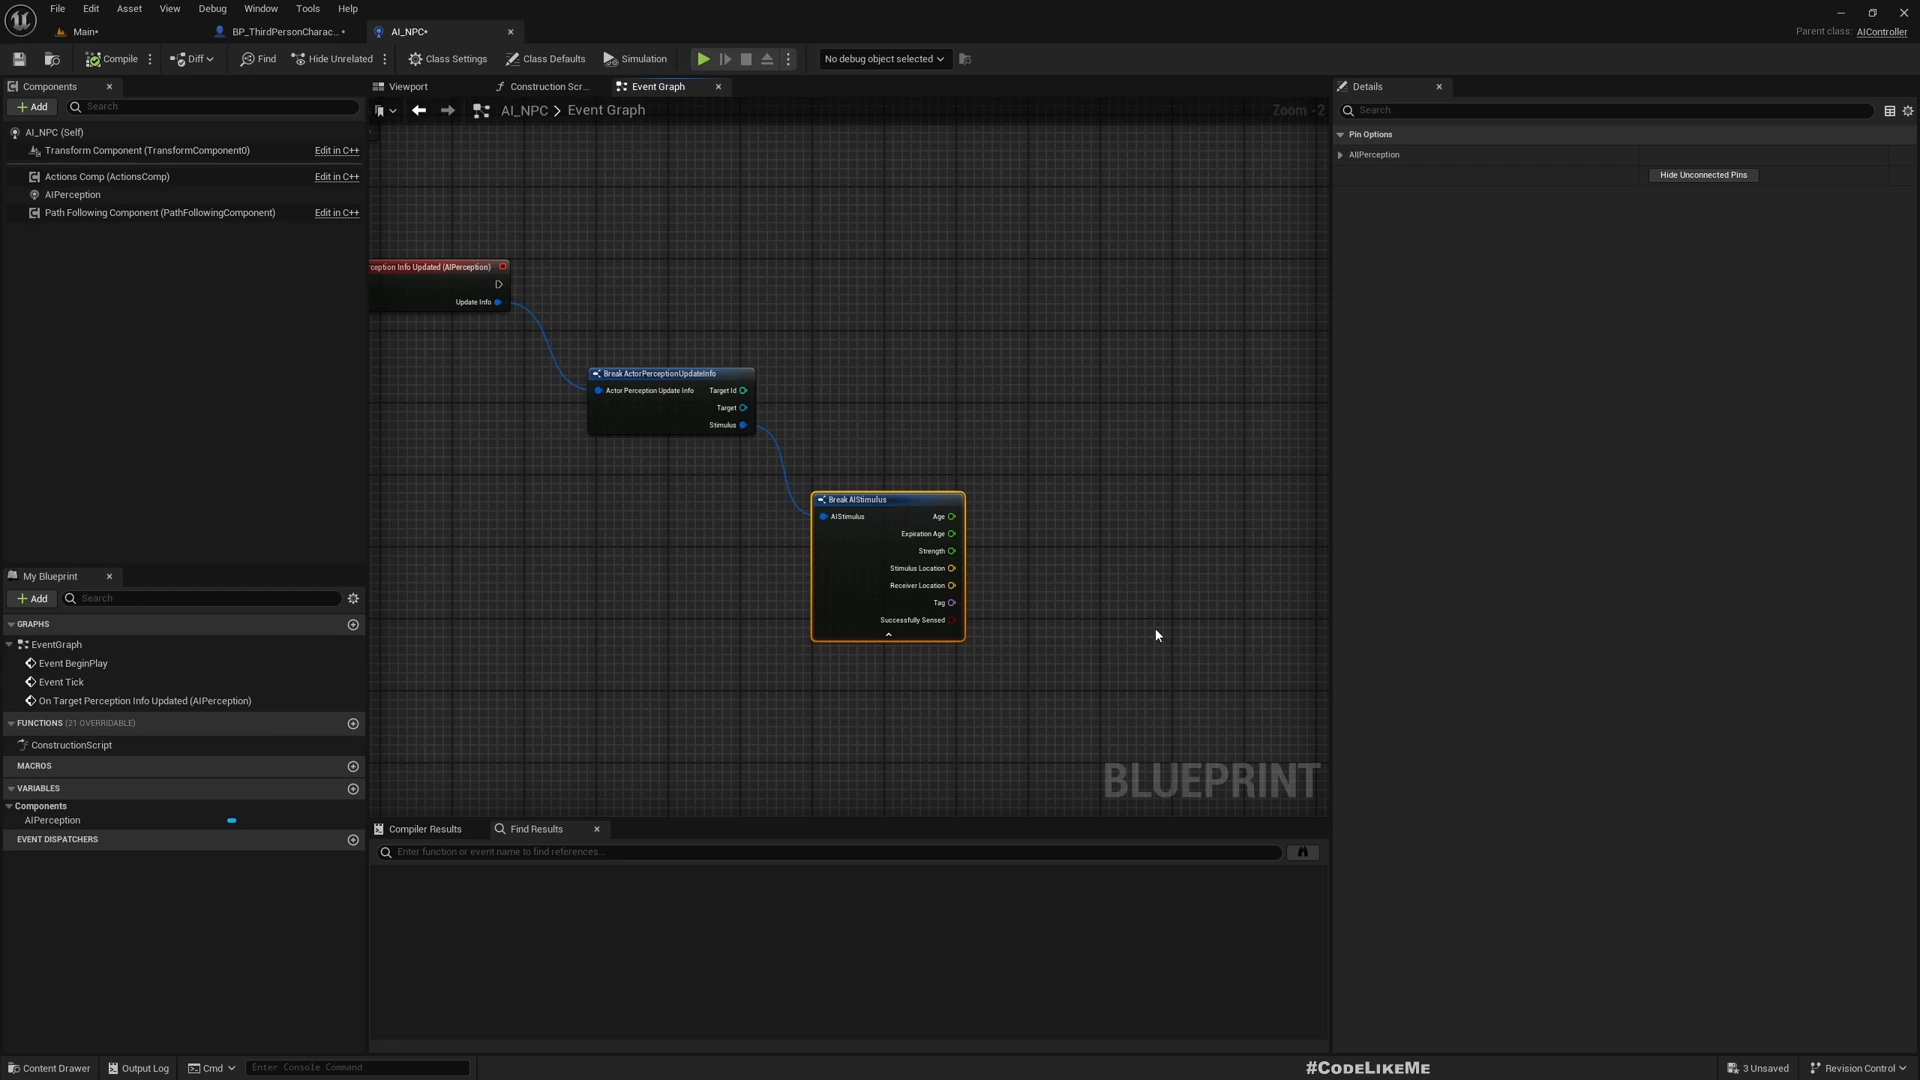 File Edit Asset View Debug Window Tools Help
Main* BP_ThirdPersonCharac...* AI_NPC*
Parent class: AIController
Compile Diff Find Hide Unrelated Class Settings Class Defaults Simulation No debug object selected
Components
Add Search
AI_NPC (Self)
Transform Component (TransformComponent0) Edit in C++
Actions Comp (ActionsComp) Edit in C++
AIPerception
Path Following Component (PathFollowingComponent) Edit in C++
My Blueprint
Add Search
GRAPHS
EventGraph
Event BeginPlay
Event Tick
On Target Perception Info Updated (AIPerception)
FUNCTIONS (21 OVERRIDABLE)
ConstructionScript
MACROS
VARIABLES
Components
AIPerception
EVENT DISPATCHERS
Viewport Construction Scr... Event Graph
AI_NPC > Event Graph Zoom -2
ception Info Updated (AIPerception)
Update Info
Break ActorPerceptionUpdateInfo
Actor Perception Update Info Target Id
Target
Stimulus
Break AIStimulus
AIStimulus Age
Expiration Age
Strength
Stimulus Location
Receiver Location
Tag
Successfully Sensed
BLUEPRINT
Compiler Results Find Results
Enter function or event name to find references...
Details
Search
Pin Options
AI|Perception
Hide Unconnected Pins
Content Drawer Output Log Cmd Enter Console Command #CODELIKEME 3 Unsaved Revision Control